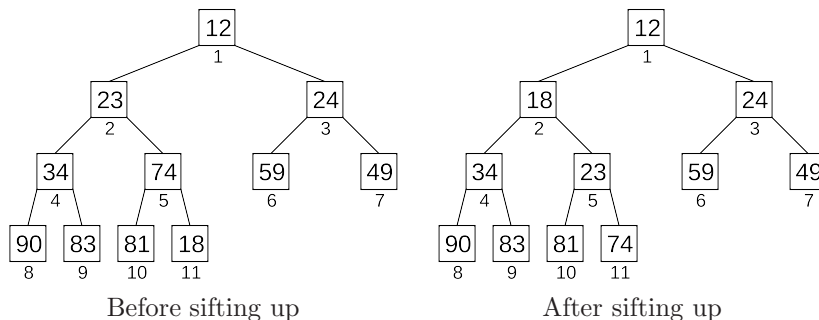 12 12
1 1
23 24 18 24
2 3 2 3
34 74 59 49 34 23 59 49
4 5 6 7 4 5 6 7
90 83 81 18 90 83 81 74
8 9 10 11 8 9 10 11
Before sifting up After sifting up